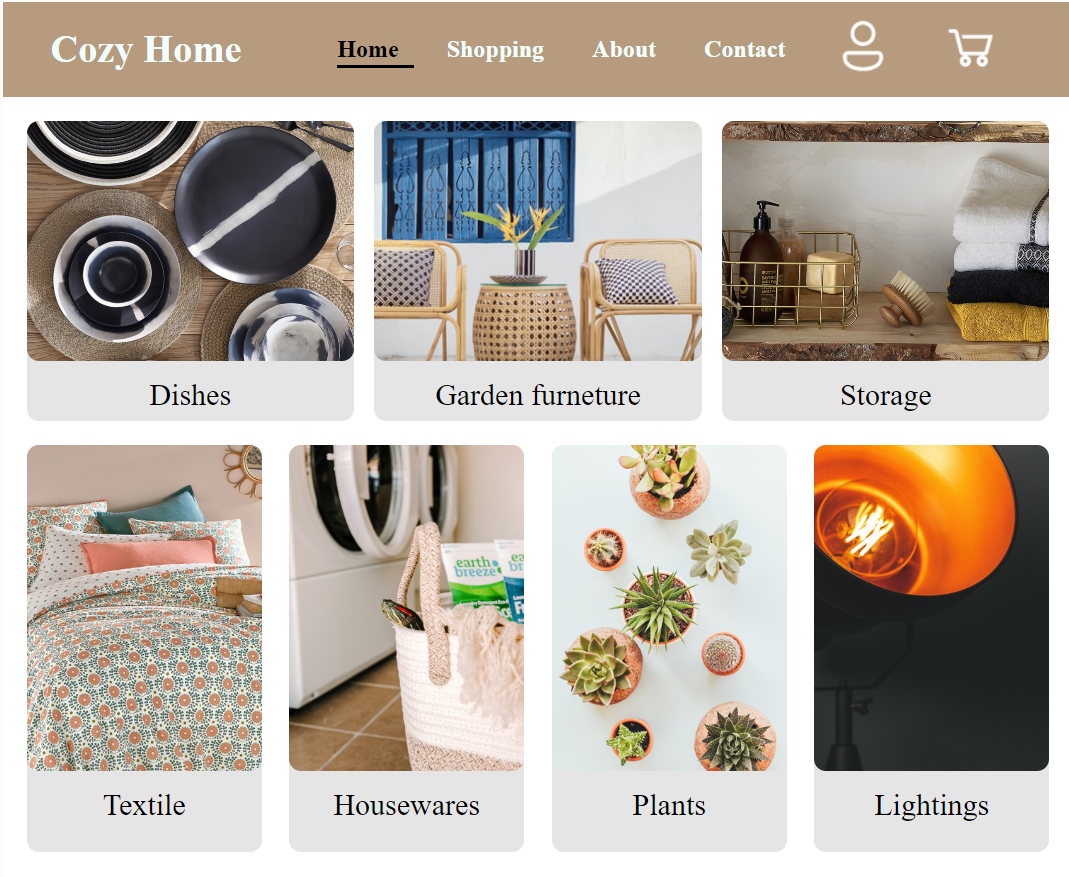 Cozy Home
Home
Shopping
About
Contact
Dishes
Garden furneture
Storage
earth
breeze
Textile
Housewares
Plants
Lightings